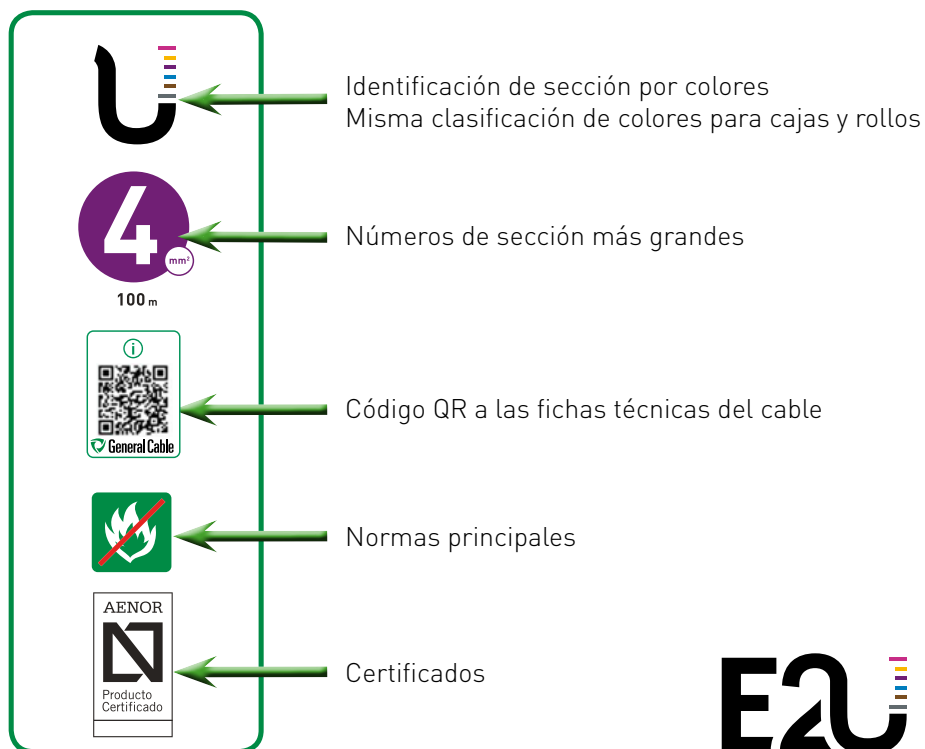 U
Identificación de sección por colores
Misma clasificación de colores para cajas y rollos
4
mm²
Números de sección más grandes
100 m
i
Código QR a las fichas técnicas del cable
General Cable
Normas principales
AENOR
N
Producto
Certificado
Certificados
E2U